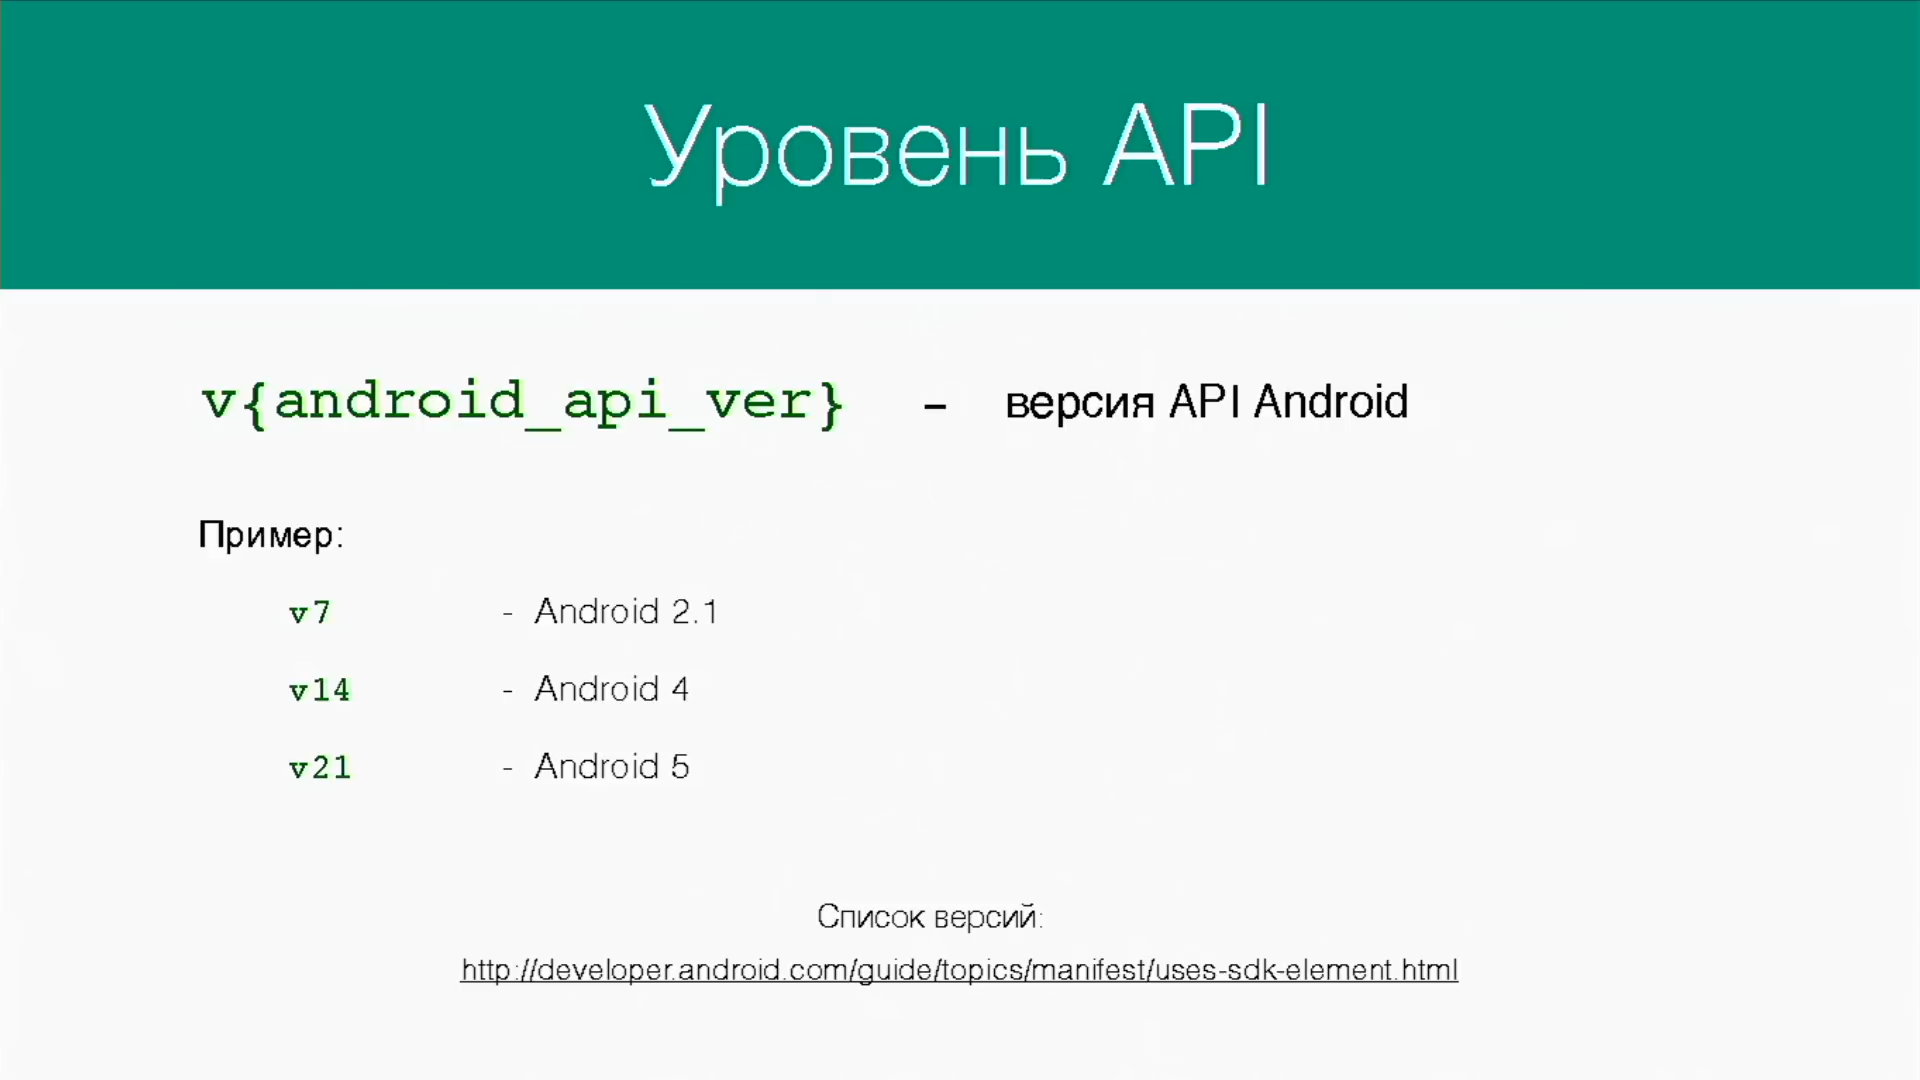 Уровень API
v{android_api_ver} – версия API Android
Пример:
v7 - Android 2.1
v14 - Android 4
v21 - Android 5
Список версий:
http://developer.android.com/guide/topics/manifest/uses-sdk-element.html